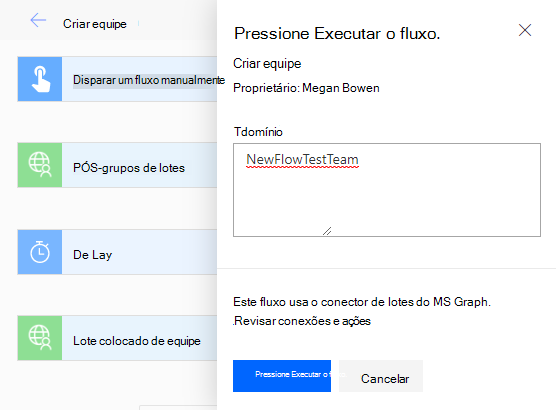 Criar equipe
Disparar um fluxo manualmente
PÓS-grupos de lotes
De Lay
Lote colocado de equipe
Pressione Executar o fluxo.
Criar equipe
Proprietário: Megan Bowen
Tdomínio
NewFlowTestTeam
Este fluxo usa o conector de lotes do MS Graph.
.Revisar conexões e ações
Pressione Executar o fluxo
Cancelar